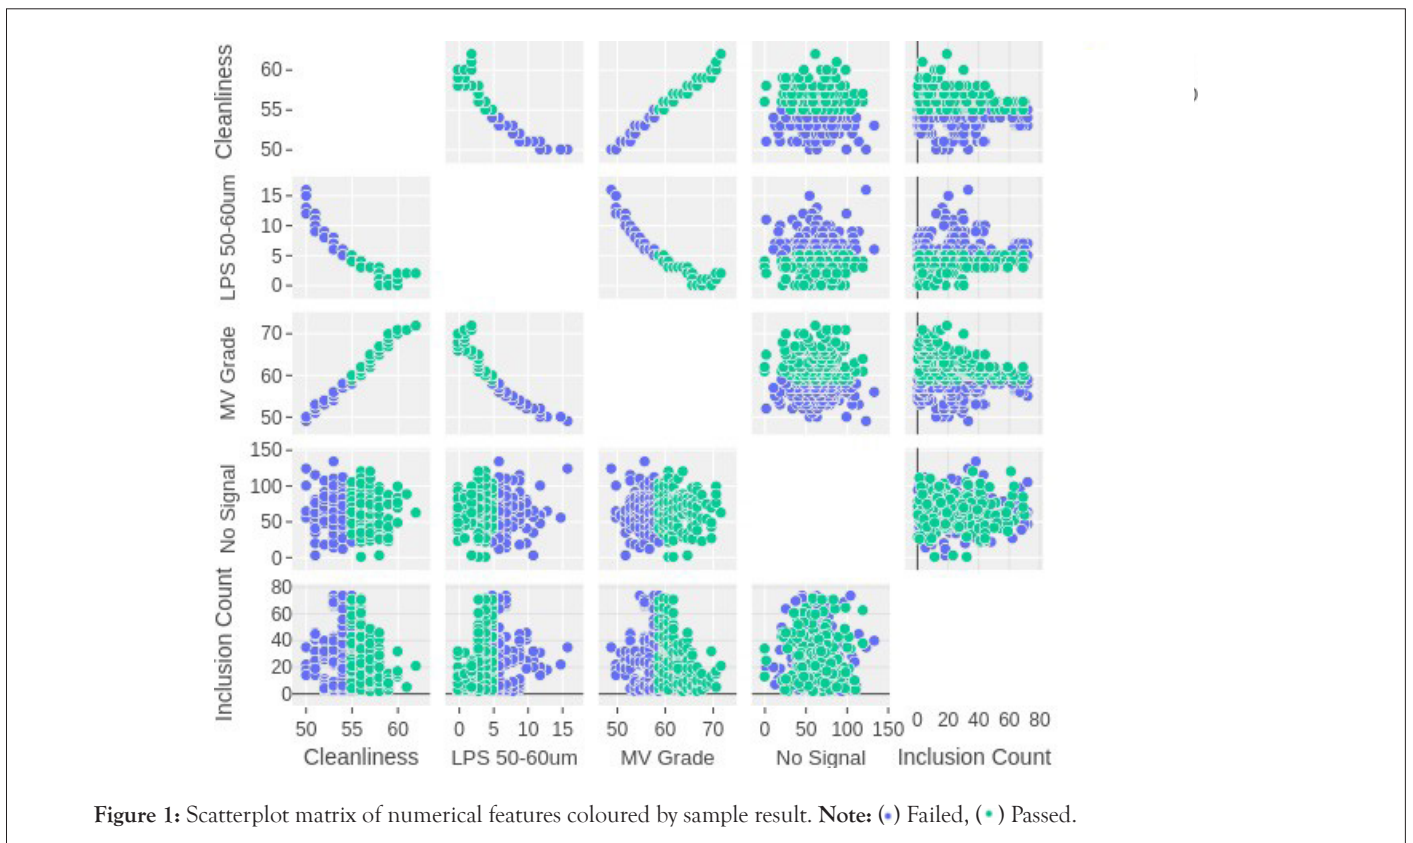 Cleanliness
60
55
50
LPS 50-60um
15
10
5
0
MV Grade
70
60
50
No Signal
150
100
50
0
Inclusion Count
80
60
40
20
0
50 55 60 0 5 10 15 50 60 70 0 50 100 150 0 20 40 60 80
Cleanliness LPS 50-60um MV Grade No Signal Inclusion Count
Figure 1: Scatterplot matrix of numerical features coloured by sample result. Note: (•) Failed, (•) Passed.